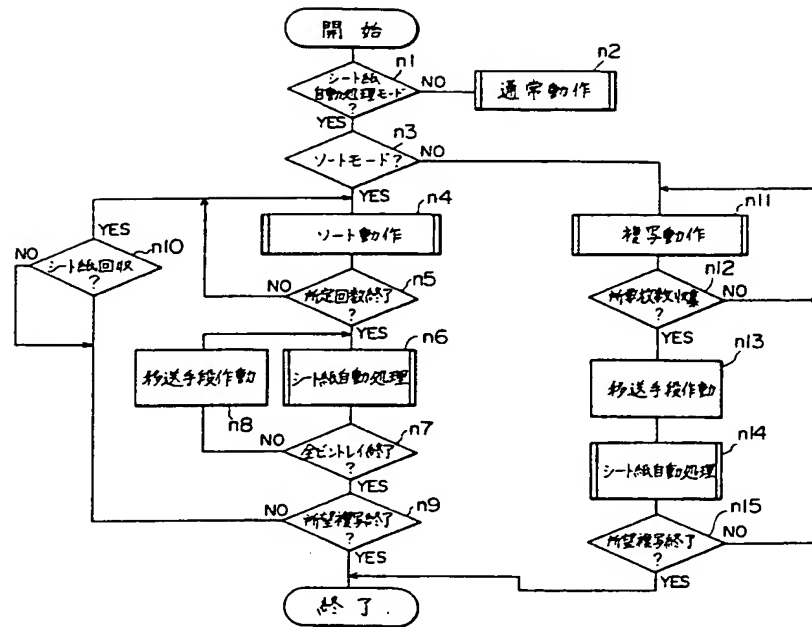 開始
n1
シート紙
自動処理モード
?
NO
n2
通常動作
YES
n3
ソートモード?
NO
YES
n4
ソート動作
n5
所定回数終了
?
NO
YES
n10
シート紙回収
?
YES
NO
n6
シート紙自動処理
移送手段作動
n8
n7
全ビントレイ終了
?
NO
YES
n9
所望複写終了
?
NO
YES
終了
n11
複写動作
n12
所要枚数収集
?
NO
YES
n13
移送手段作動
n14
シート紙自動処理
n15
所望複写終了
?
NO
YES